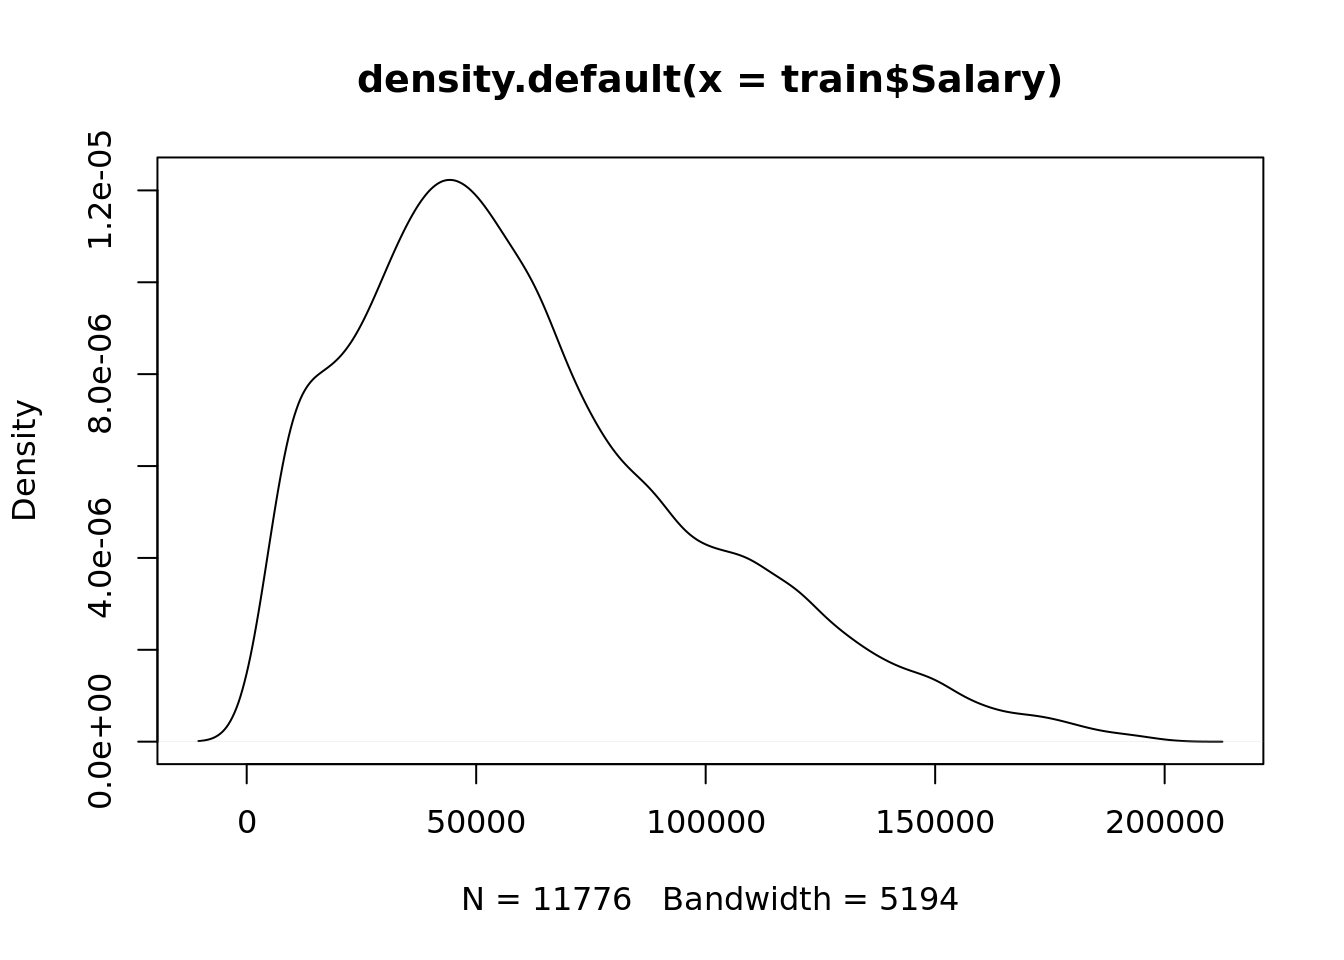 density.default(x = train$Salary)
Density
1.2e-05
8.0e-06
4.0e-06
0.0e+00
0 50000 100000 150000 200000
N = 11776 Bandwidth = 5194